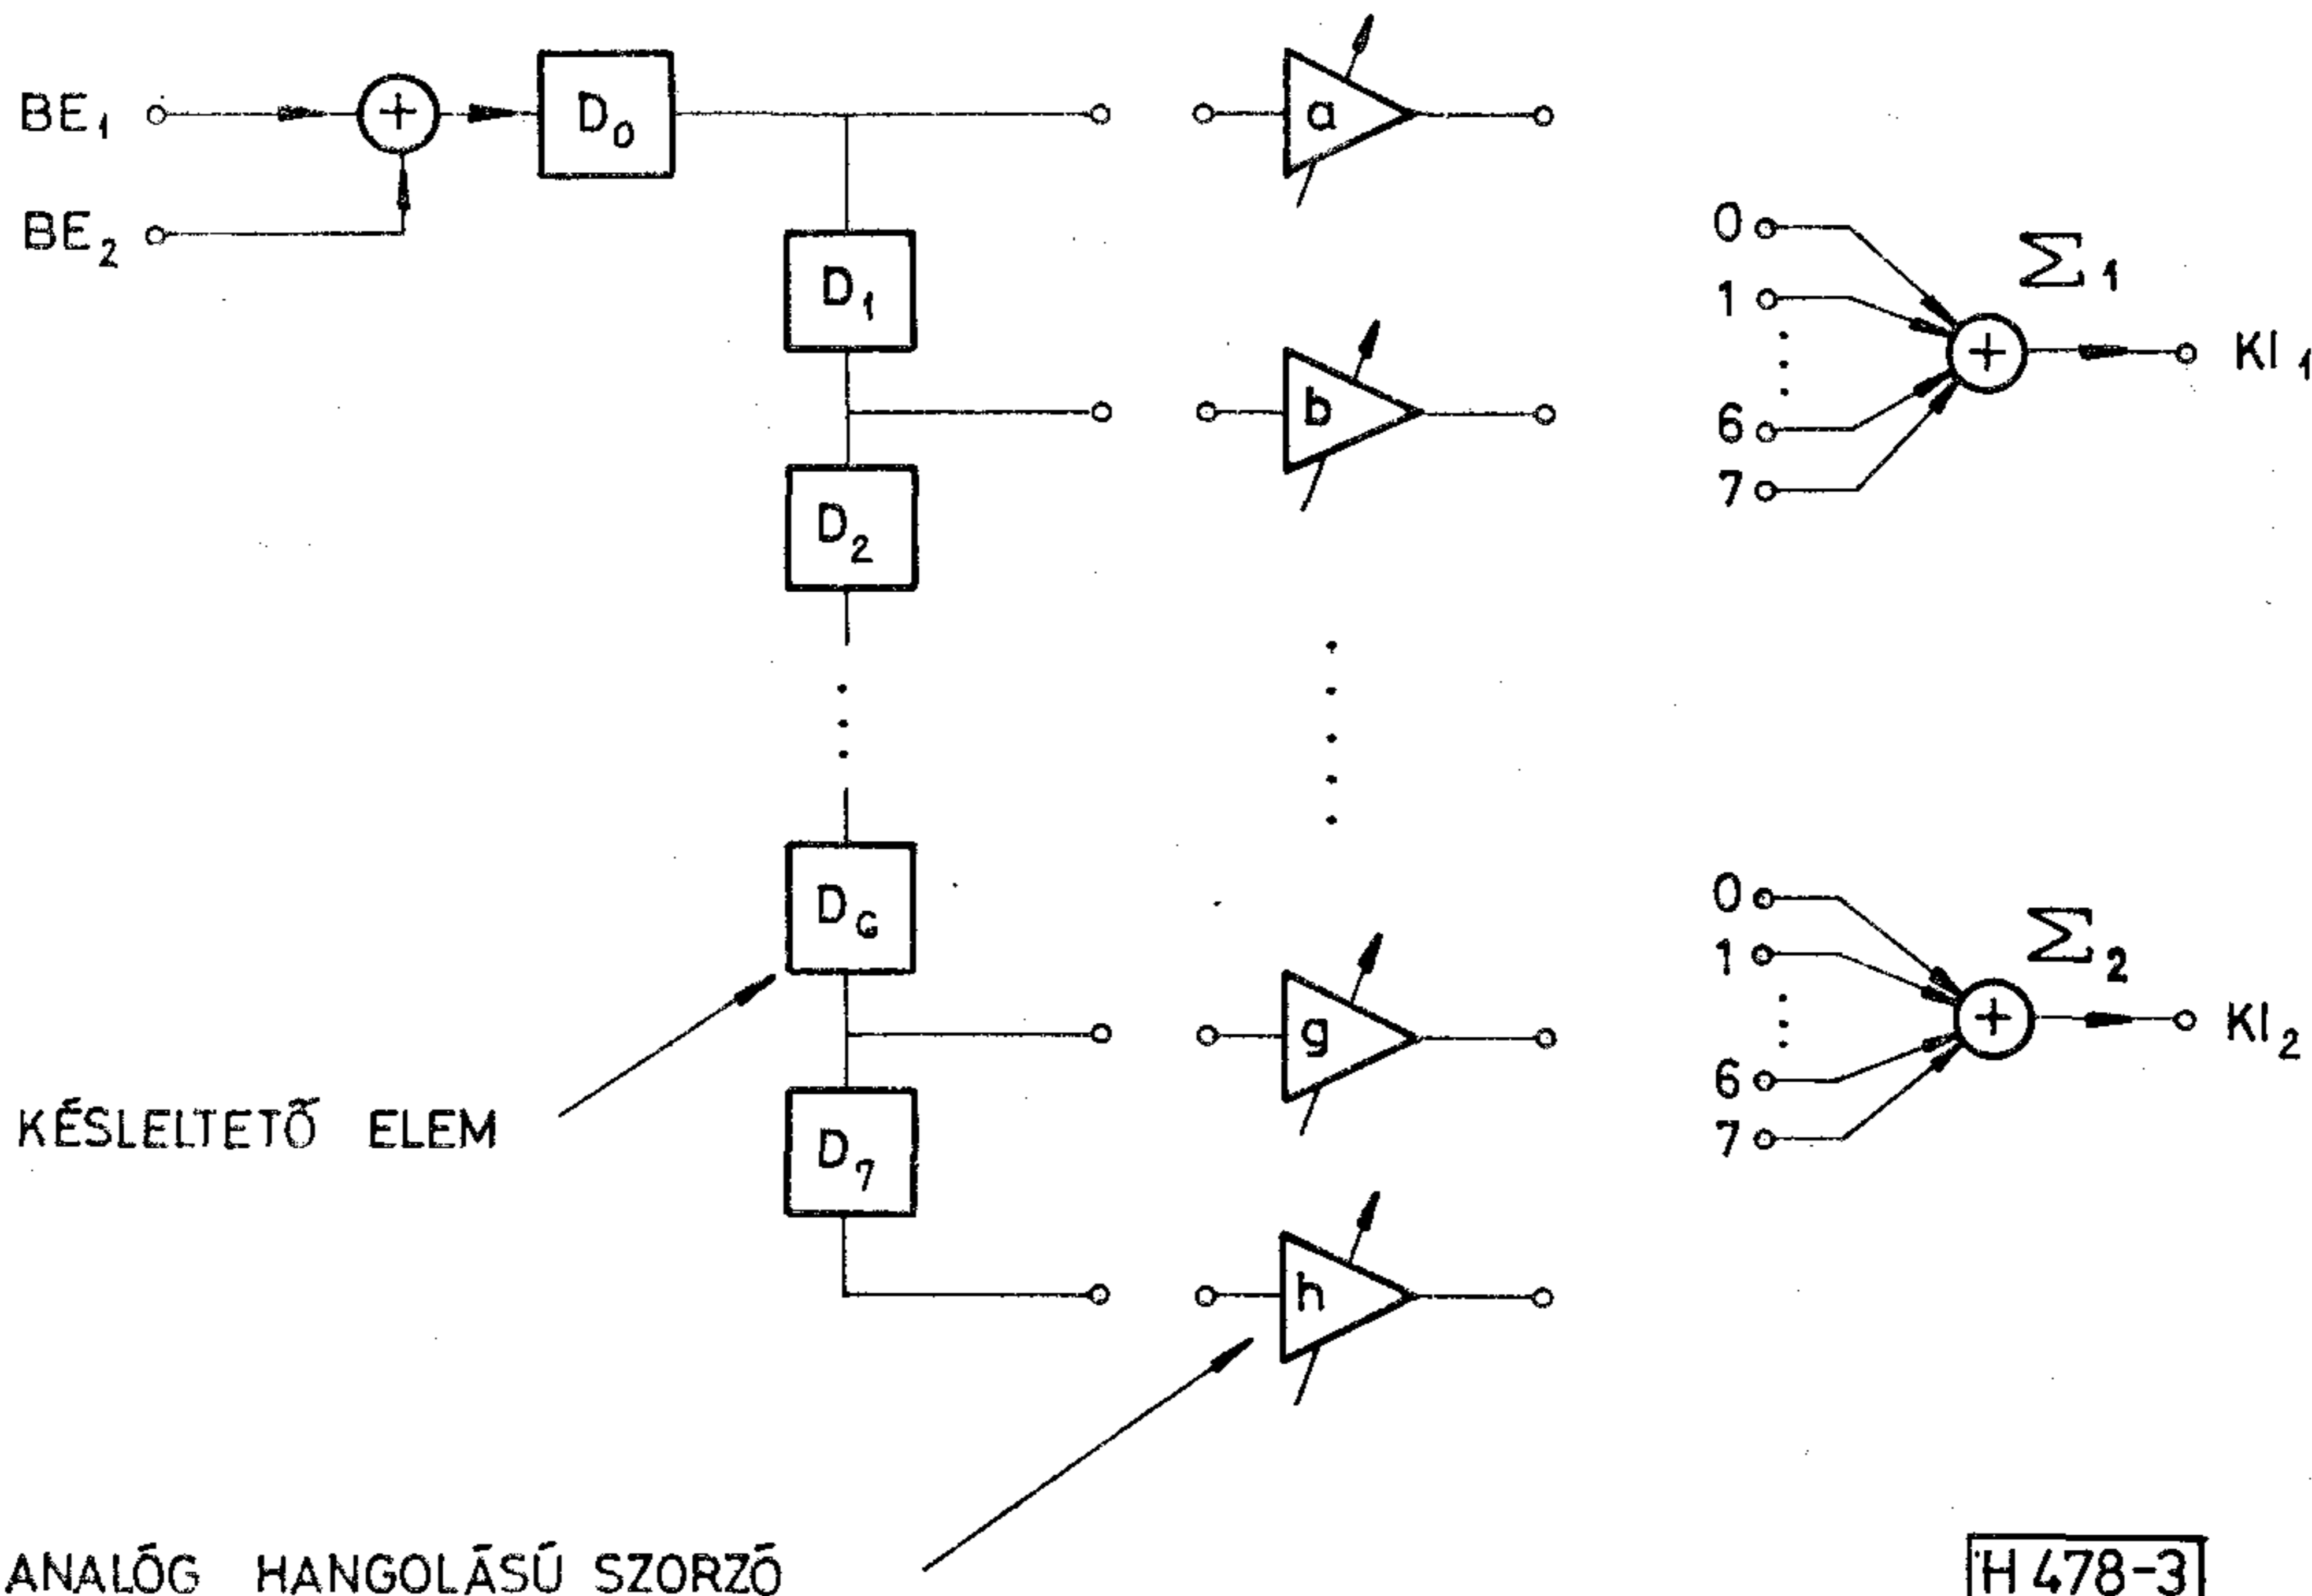 BE₁
+
D₀
a
BE₂
D₁
0
1
6
7
Σ₁
+
KI₁
b
D₂
D₆
0
1
6
7
Σ₂
+
KI₂
g
KÉSLELTETŐ ELEM
D₇
h
ANALÓG HANGOLÁSÚ SZORZÓ
H 478-3